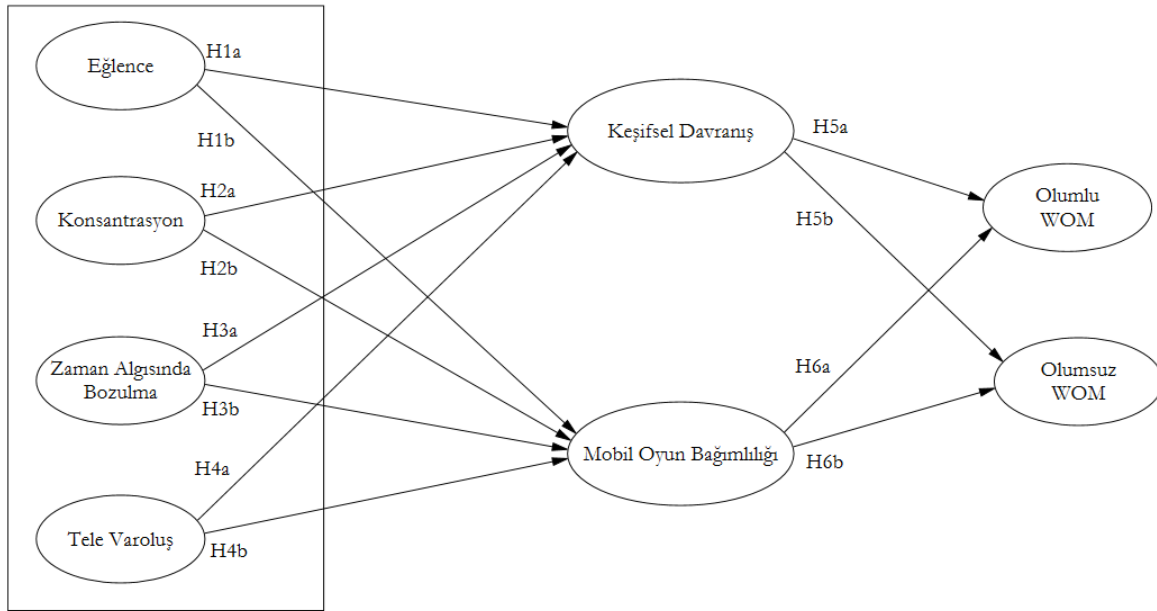 Eğlence
H1a
H1b
Konsantrasyon
H2a
H2b
Zaman Algısında
Bozulma
H3a
H3b
Tele Varoluş
H4a
H4b
Keşifsel Davranış
H5a
H5b
Mobil Oyun Bağımlılığı
H6a
H6b
Olumlu
WOM
Olumsuz
WOM